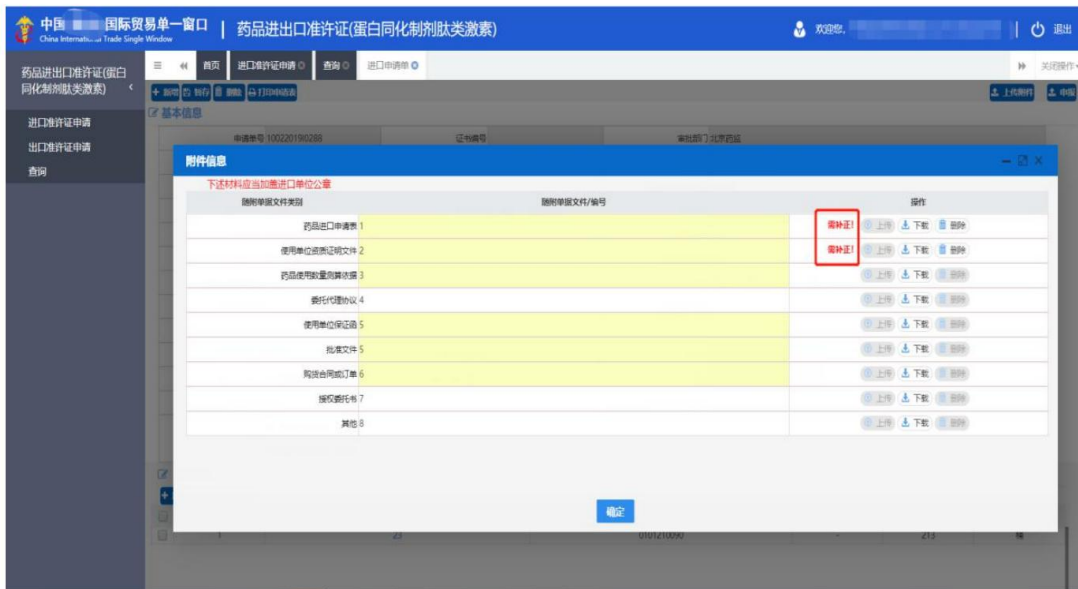 中国 国际贸易单一窗口 | 药品进出口准许证(蛋白同化制剂肽类激素)
欢迎您,
退出
China International Trade Single Window
药品进出口准许证(蛋白同化制剂肽类激素)
进口准许证申请
出口准许证申请
查询
首页
进口准许证申请
查询
进口申请单
关闭操作
新增
暂存
删除
打印申请表
上传附件
申报
基本信息
申请单号 1002201990288
证书编号
审批部门 北京药监
附件信息
下述材料应当加盖进口单位公章
随附单据文件类别 随附单据文件/编号 操作
药品进口申请表 1 需补正! 上传 下载 删除
使用单位资质证明文件 2 需补正! 上传 下载 删除
药品使用数量测算依据 3 上传 下载 删除
委托代理协议 4 上传 下载 删除
使用单位保证函 5 上传 下载 删除
批准文件 5 上传 下载 删除
购货合同或订单 6 上传 下载 删除
授权委托书 7 上传 下载 删除
其他 8 上传 下载 删除
确定
1 23 0101210090 - 213